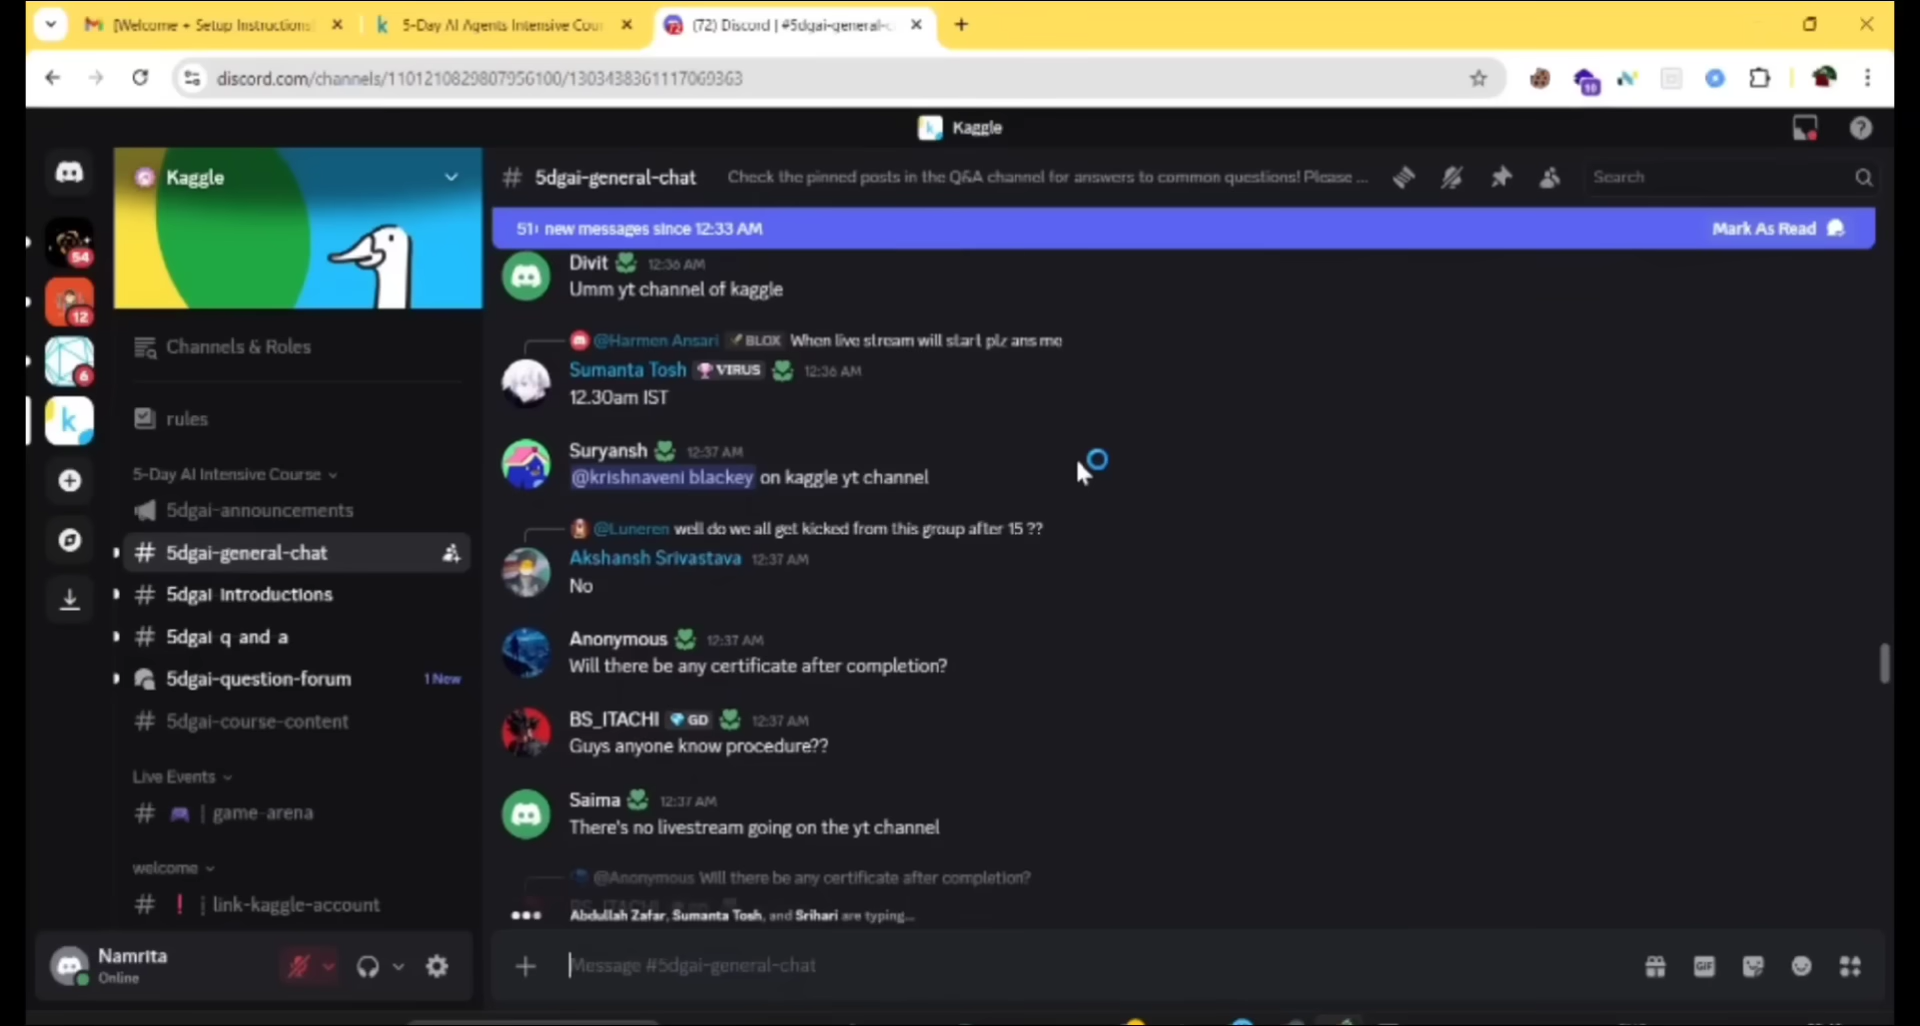 [Welcome + Setup Instructions
5-Day AI Agents Intensive Cour
(72) Discord | #5dgai-general-c
discord.com/channels/1101210829807956100/1303438361117069363
10
Kaggle
Kaggle
# 5dgai-general-chat
Check the pinned posts in the Q&A channel for answers to common questions! Please ...
Search
51+ new messages since 12:33 AM
Mark As Read
54
12
6
Channels & Roles
rules
5-Day AI Intensive Course
5dgai-announcements
# 5dgai-general-chat
# 5dgai introductions
# 5dgai q and a
5dgai-question-forum 1 New
# 5dgai-course-content
Live Events
# | game-arena
welcome
# | link-kaggle-account
Namrita
Online
Divit 12:36 AM
Umm yt channel of kaggle
@Harmen Ansari BLOX When live stream will start plz ans me
Sumanta Tosh VIRUS 12:36 AM
12.30am IST
Suryansh 12:37 AM
@krishnaveni blackey on kaggle yt channel
@Luneren well do we all get kicked from this group after 15 ??
Akshansh Srivastava 12:37 AM
No
Anonymous 12:37 AM
Will there be any certificate after completion?
BS_ITACHI GD 12:37 AM
Guys anyone know procedure??
Saima 12:37 AM
There's no livestream going on the yt channel
@Anonymous Will there be any certificate after completion?
Abdullah Zafar, Sumanta Tosh, and Srihari are typing...
Message #5dgai-general-chat
GIF